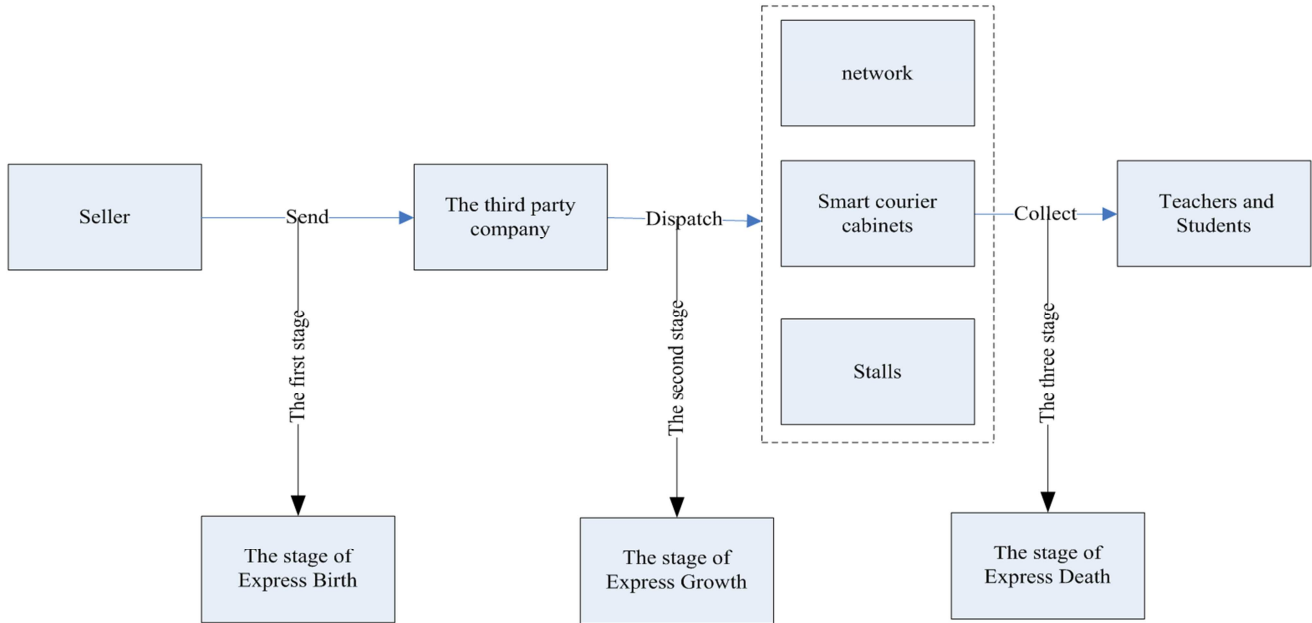 network
Seller
Send
The third party
company
Dispatch
Smart courier
cabinets
Collect
Teachers and
Students
Stalls
The first stage
The second stage
The three stage
The stage of
Express Birth
The stage of
Express Growth
The stage of
Express Death